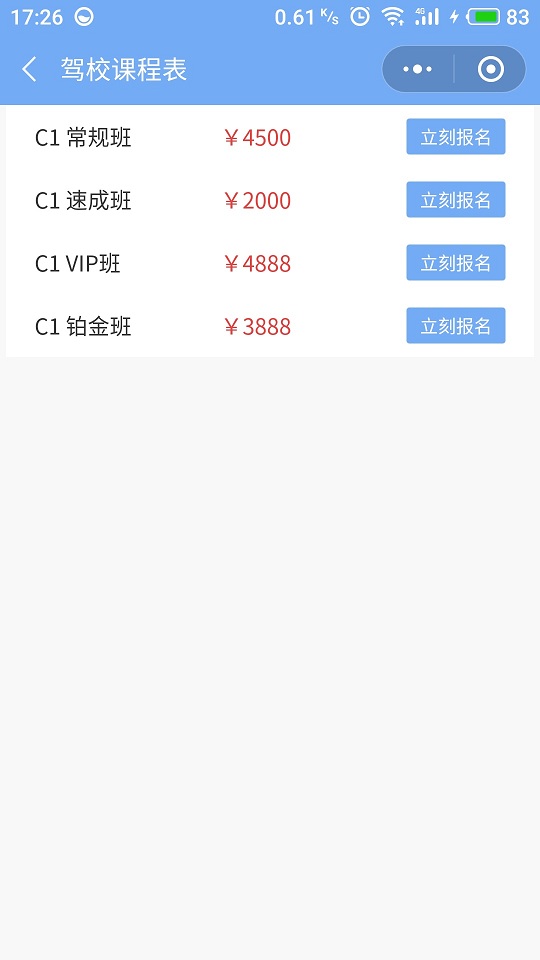 17:26 0.61 K/s 4G 83
驾校课程表
C1 常规班 ￥4500 立刻报名
C1 速成班 ￥2000 立刻报名
C1 VIP班 ￥4888 立刻报名
C1 铂金班 ￥3888 立刻报名